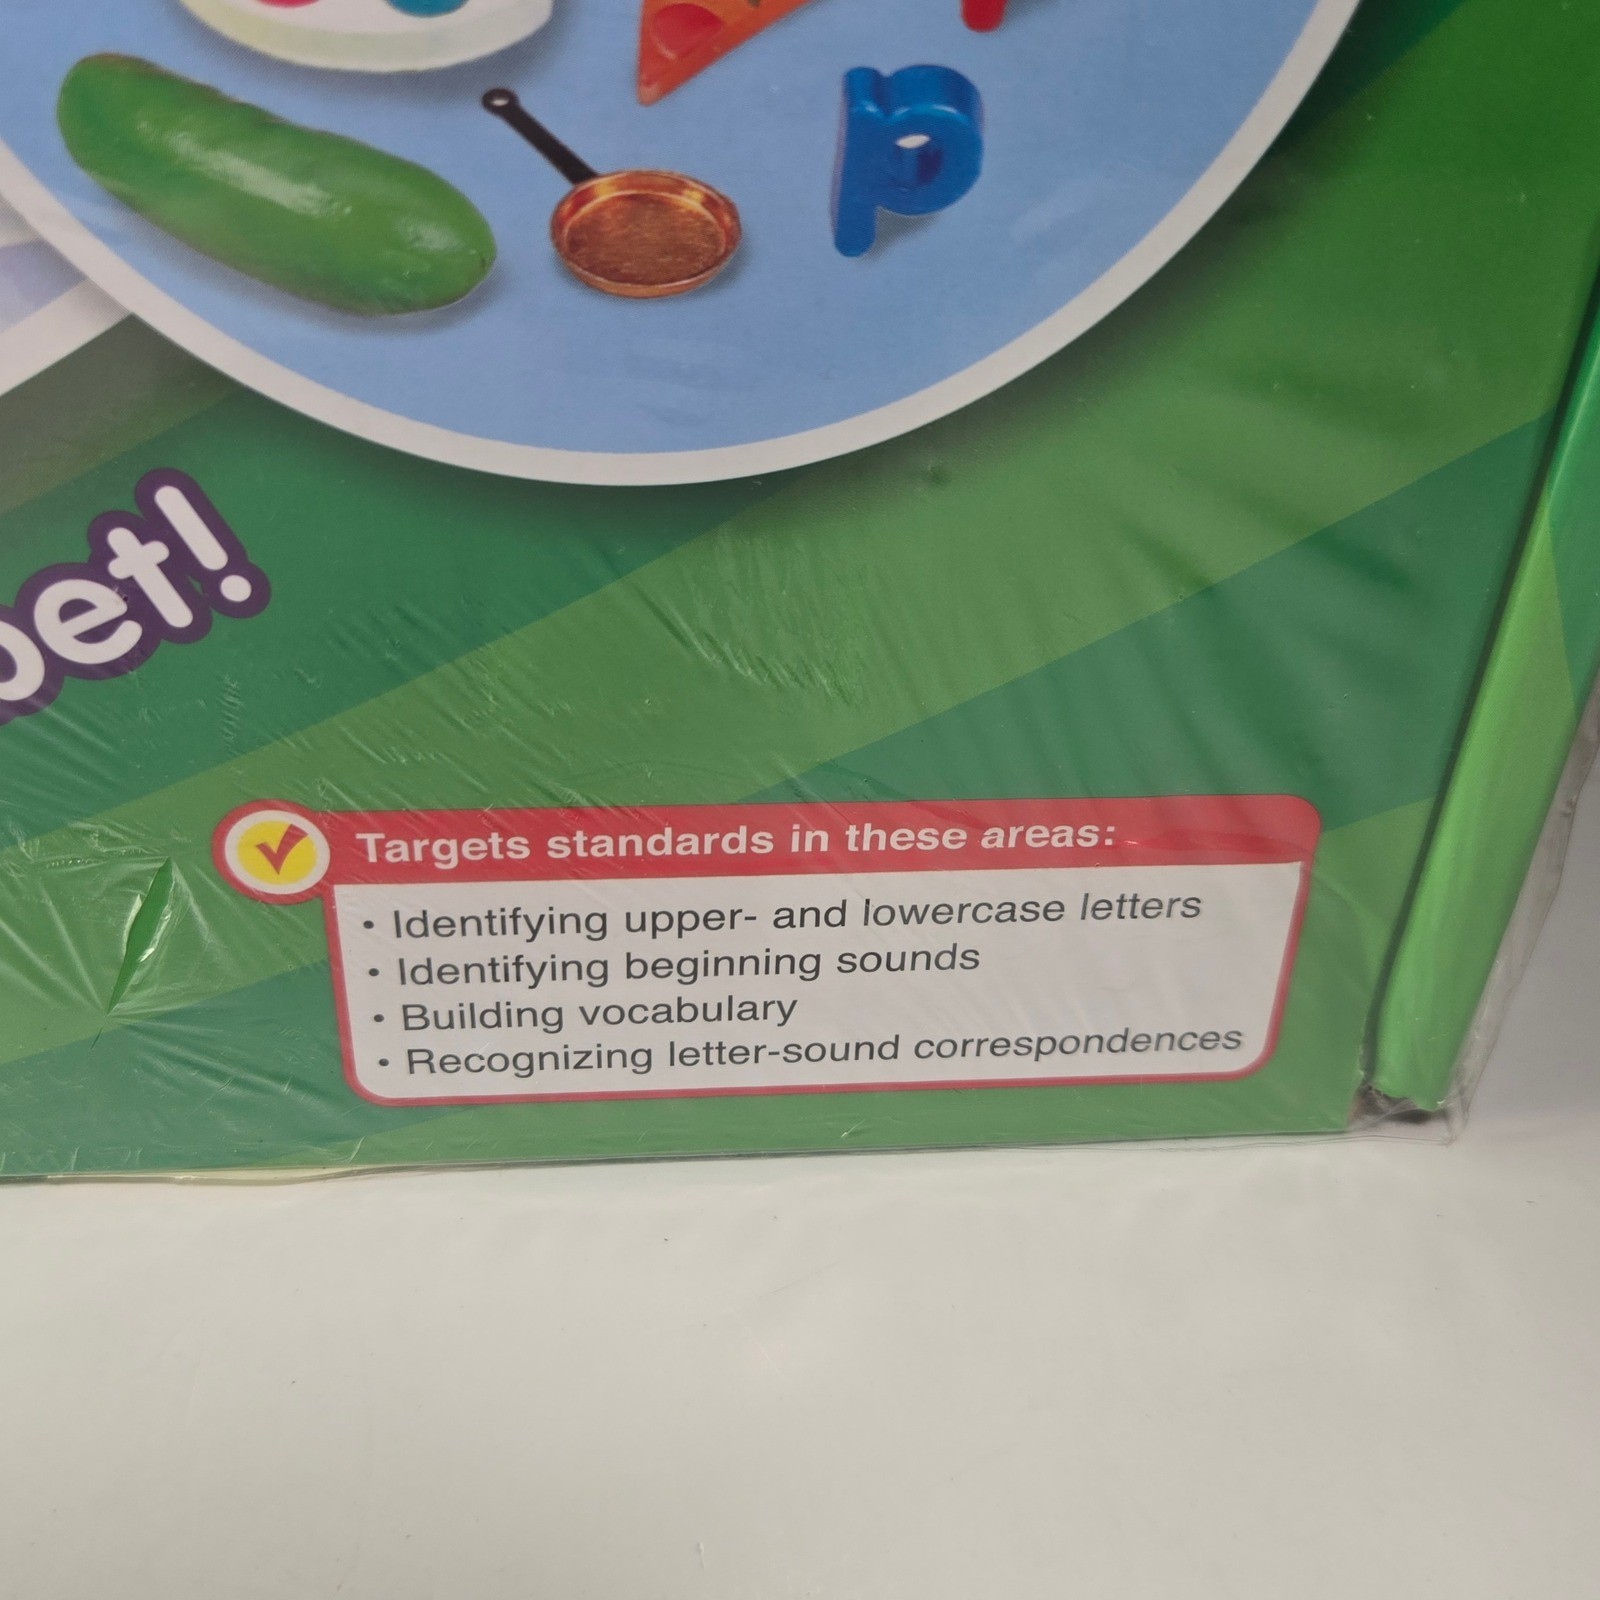 p
bet!
Targets standards in these areas:
• Identifying upper- and lowercase letters
• Identifying beginning sounds
• Building vocabulary
• Recognizing letter-sound correspondences